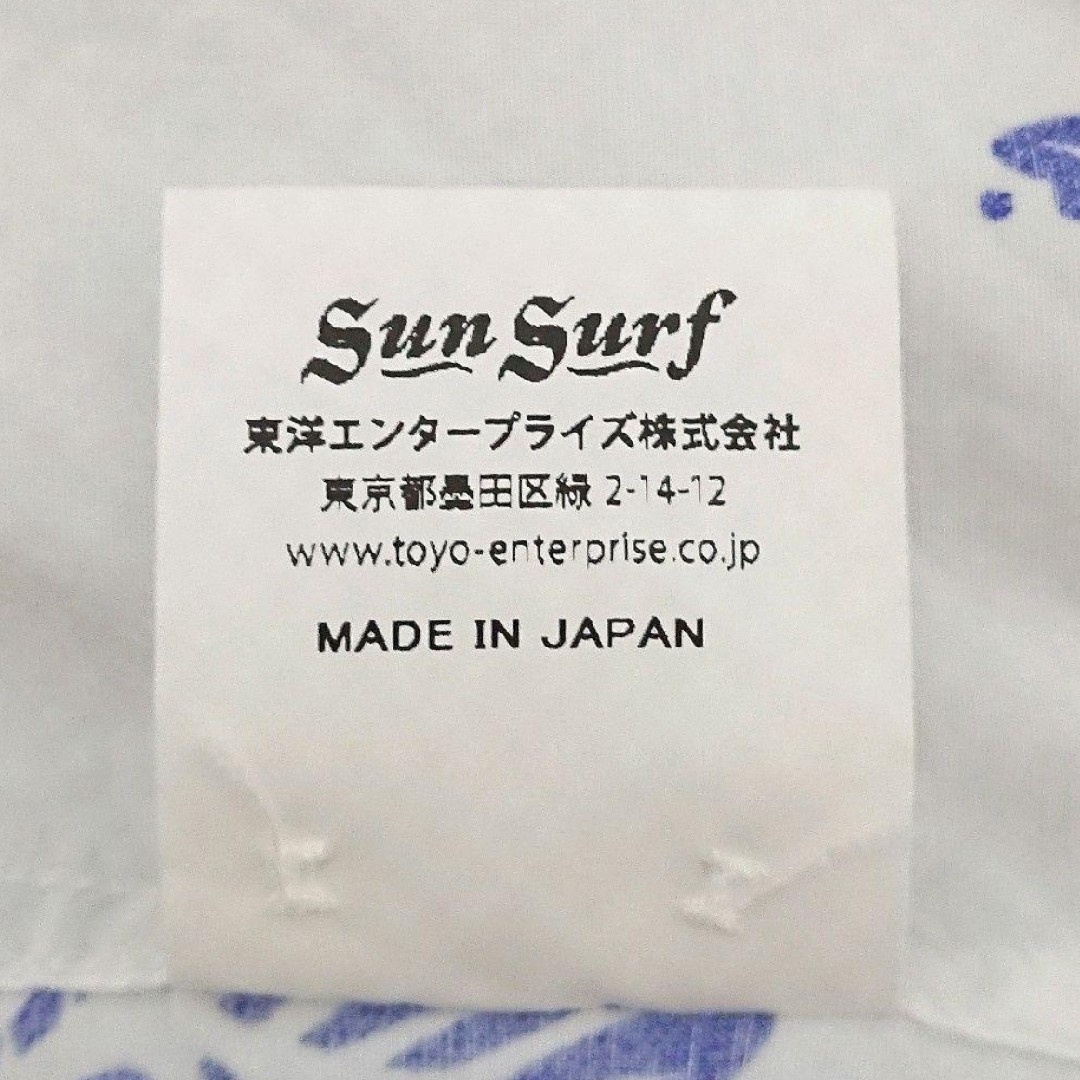 Sun Surf
東洋エンタープライズ株式会社
東京都墨田区緑 2-14-12
www.toyo-enterprise.co.jp
MADE IN JAPAN